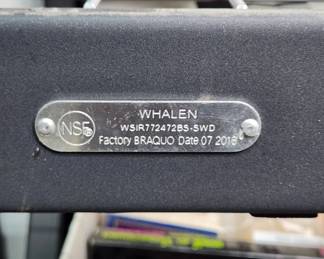 WHALEN
NSF®
WSIR772472BS-SWD
Factory BRAQUO Date 07 2018